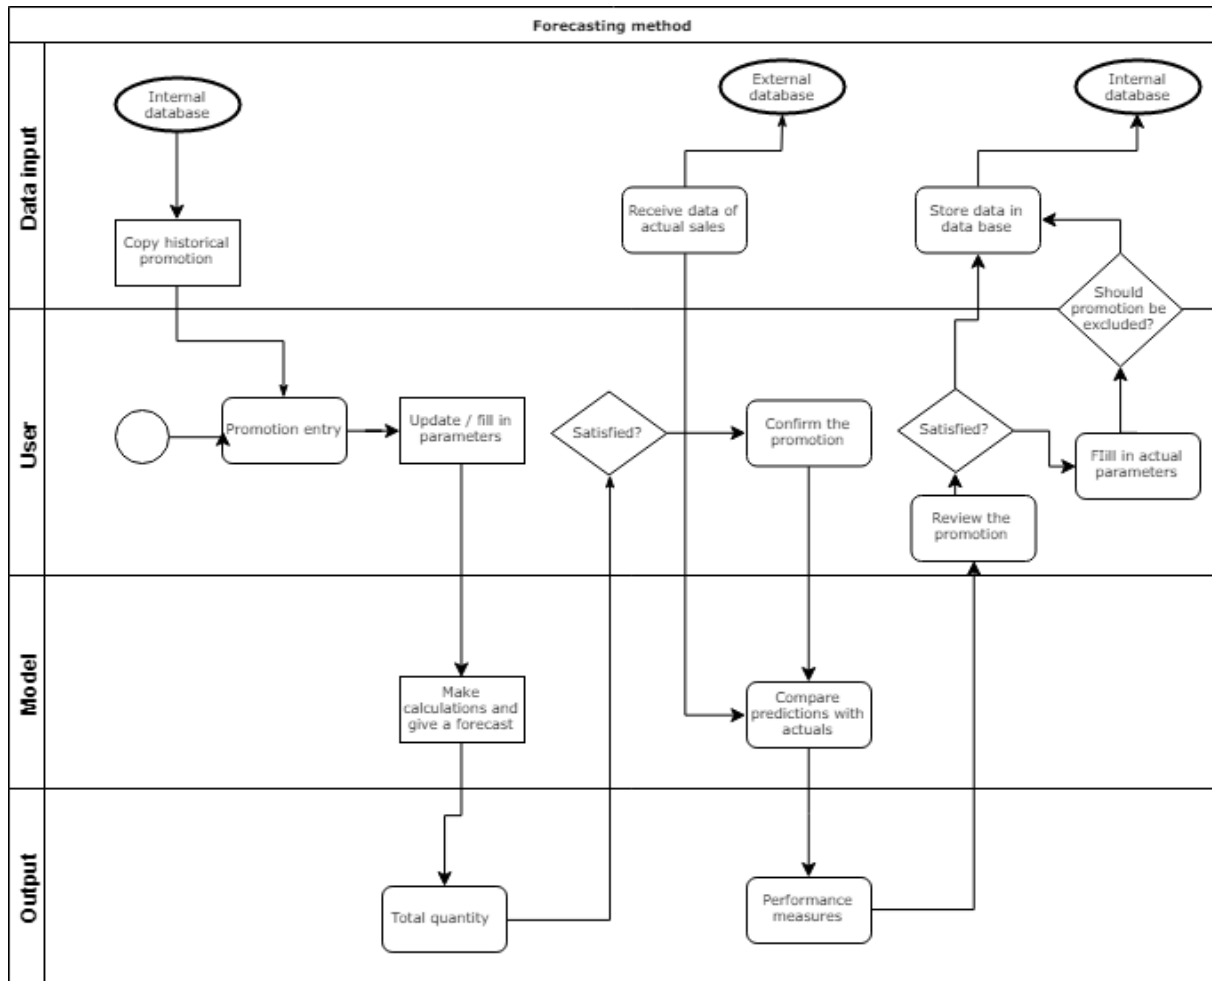 Forecasting method
Data input
Internal
database
External
database
Internal
database
Copy historical
promotion
Receive data of
actual sales
Store data in
data base
Should
promotion be
excluded?
User
Promotion entry
Update / fill in
parameters
Satisfied?
Confirm the
promotion
Satisfied?
FIill in actual
parameters
Review the
promotion
Model
Make
calculations and
give a forecast
Compare
predictions with
actuals
Output
Total quantity
Performance
measures